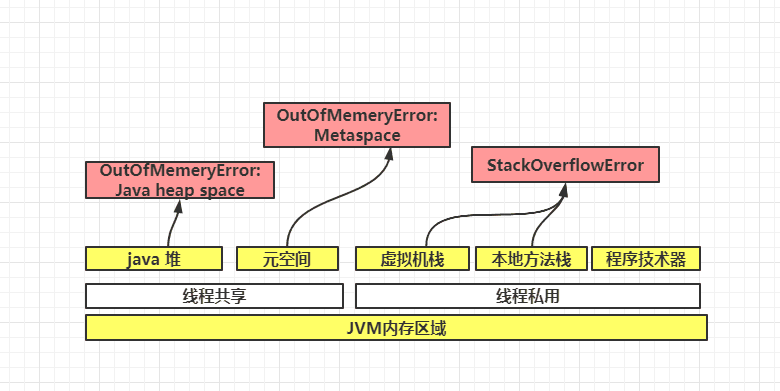 OutOfMemeryError:
Metaspace
OutOfMemeryError:
Java heap space
StackOverflowError
java 堆
元空间
虚拟机栈
本地方法栈
程序技术器
线程共享
线程私用
JVM内存区域